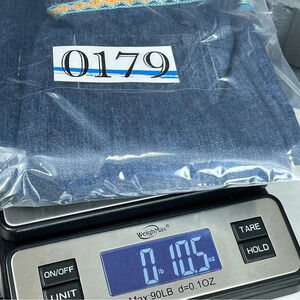 0179
WeighMax
0 lb 10.5 oz
ON/OFF
UNIT
TARE
HOLD
Max:90LB d=0.1OZ